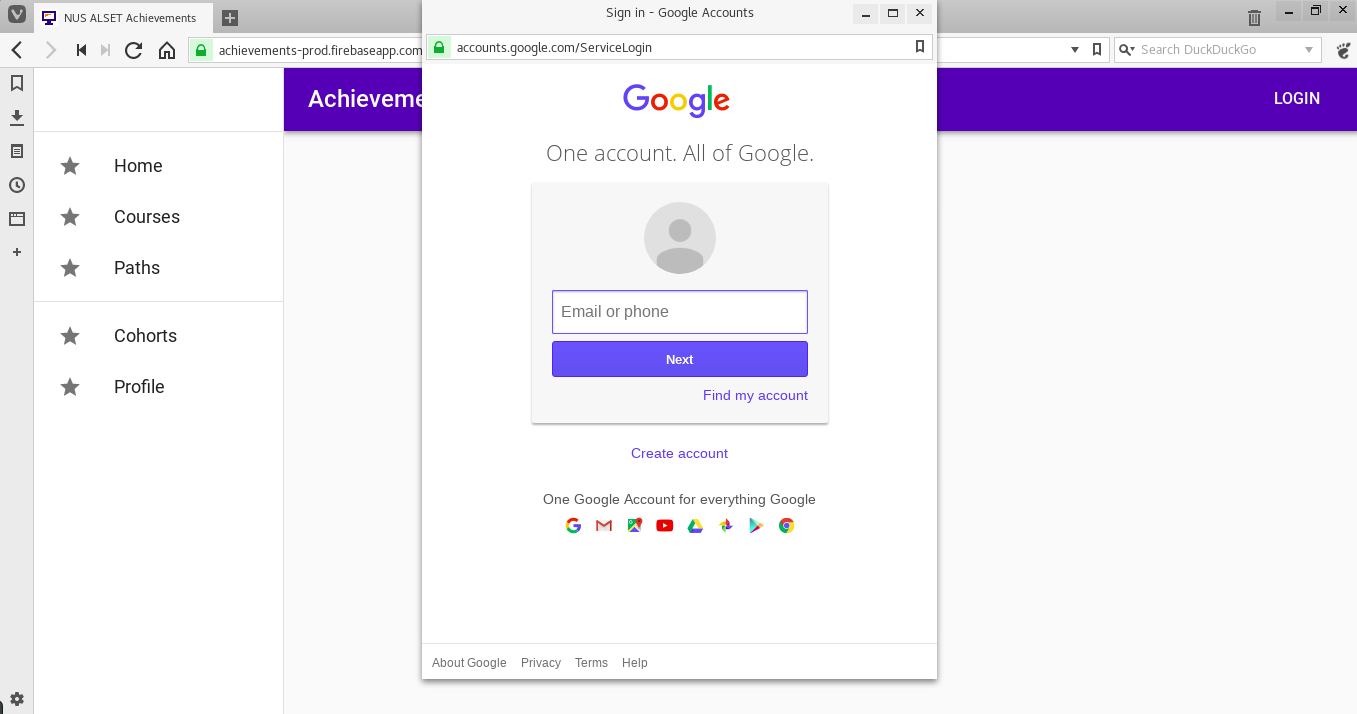 NUS ALSET Achievements
Sign in - Google Accounts
achievements-prod.firebaseapp.com
accounts.google.com/ServiceLogin
Search DuckDuckGo
Achieveme
LOGIN
Home
Courses
Paths
Cohorts
Profile
Google
One account. All of Google.
Email or phone
Next
Find my account
Create account
One Google Account for everything Google
About Google Privacy Terms Help